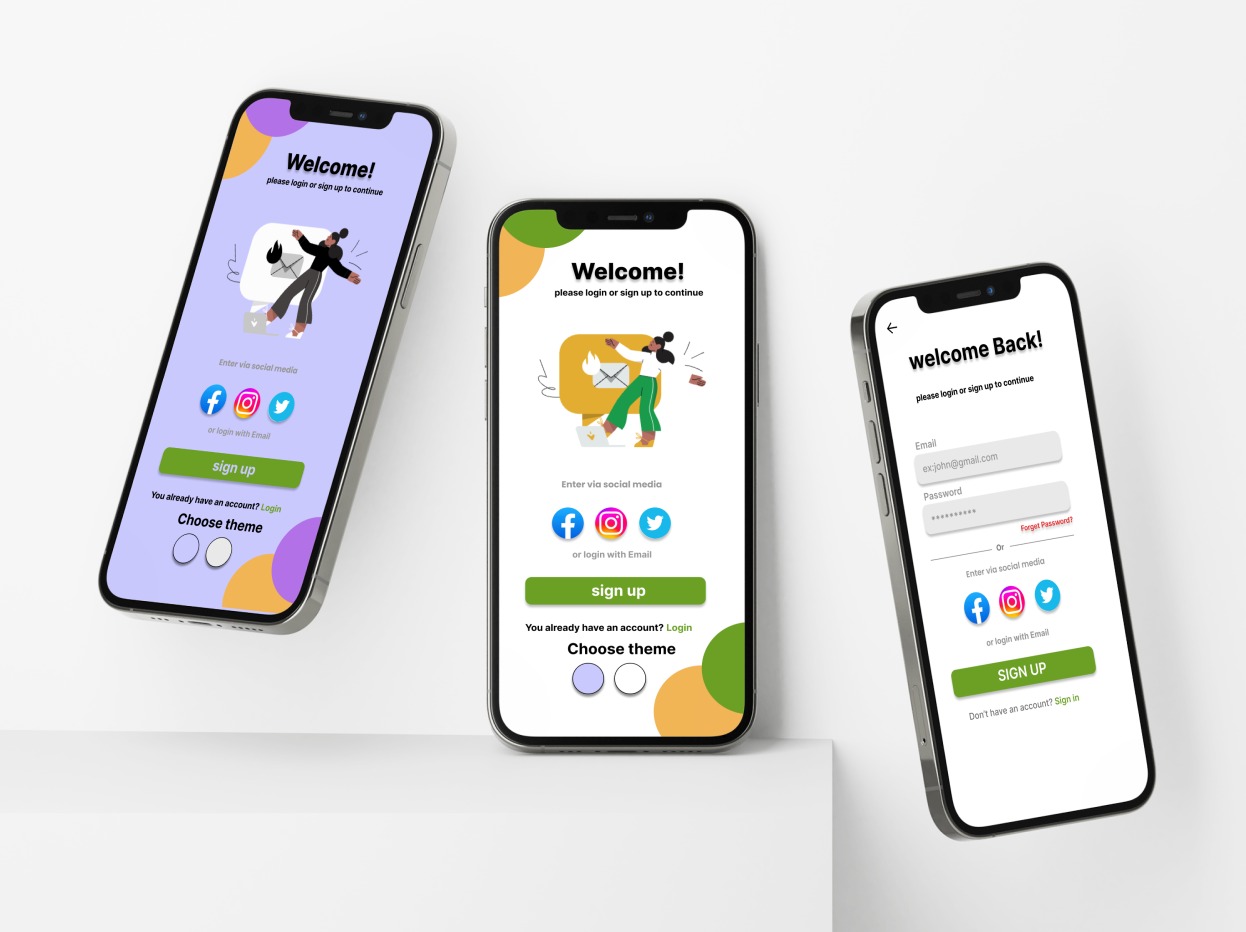 Welcome!
please login or sign up to continue
Enter via social media
or login with Email
sign up
You already have an account? Login
Choose theme
Welcome!
please login or sign up to continue
Enter via social media
or login with Email
sign up
You already have an account? Login
Choose theme
welcome Back!
please login or sign up to continue
Email
ex:john@gmail.com
Password
**********
Forget Password?
Or
Enter via social media
or login with Email
SIGN UP
Don't have an account? Sign in